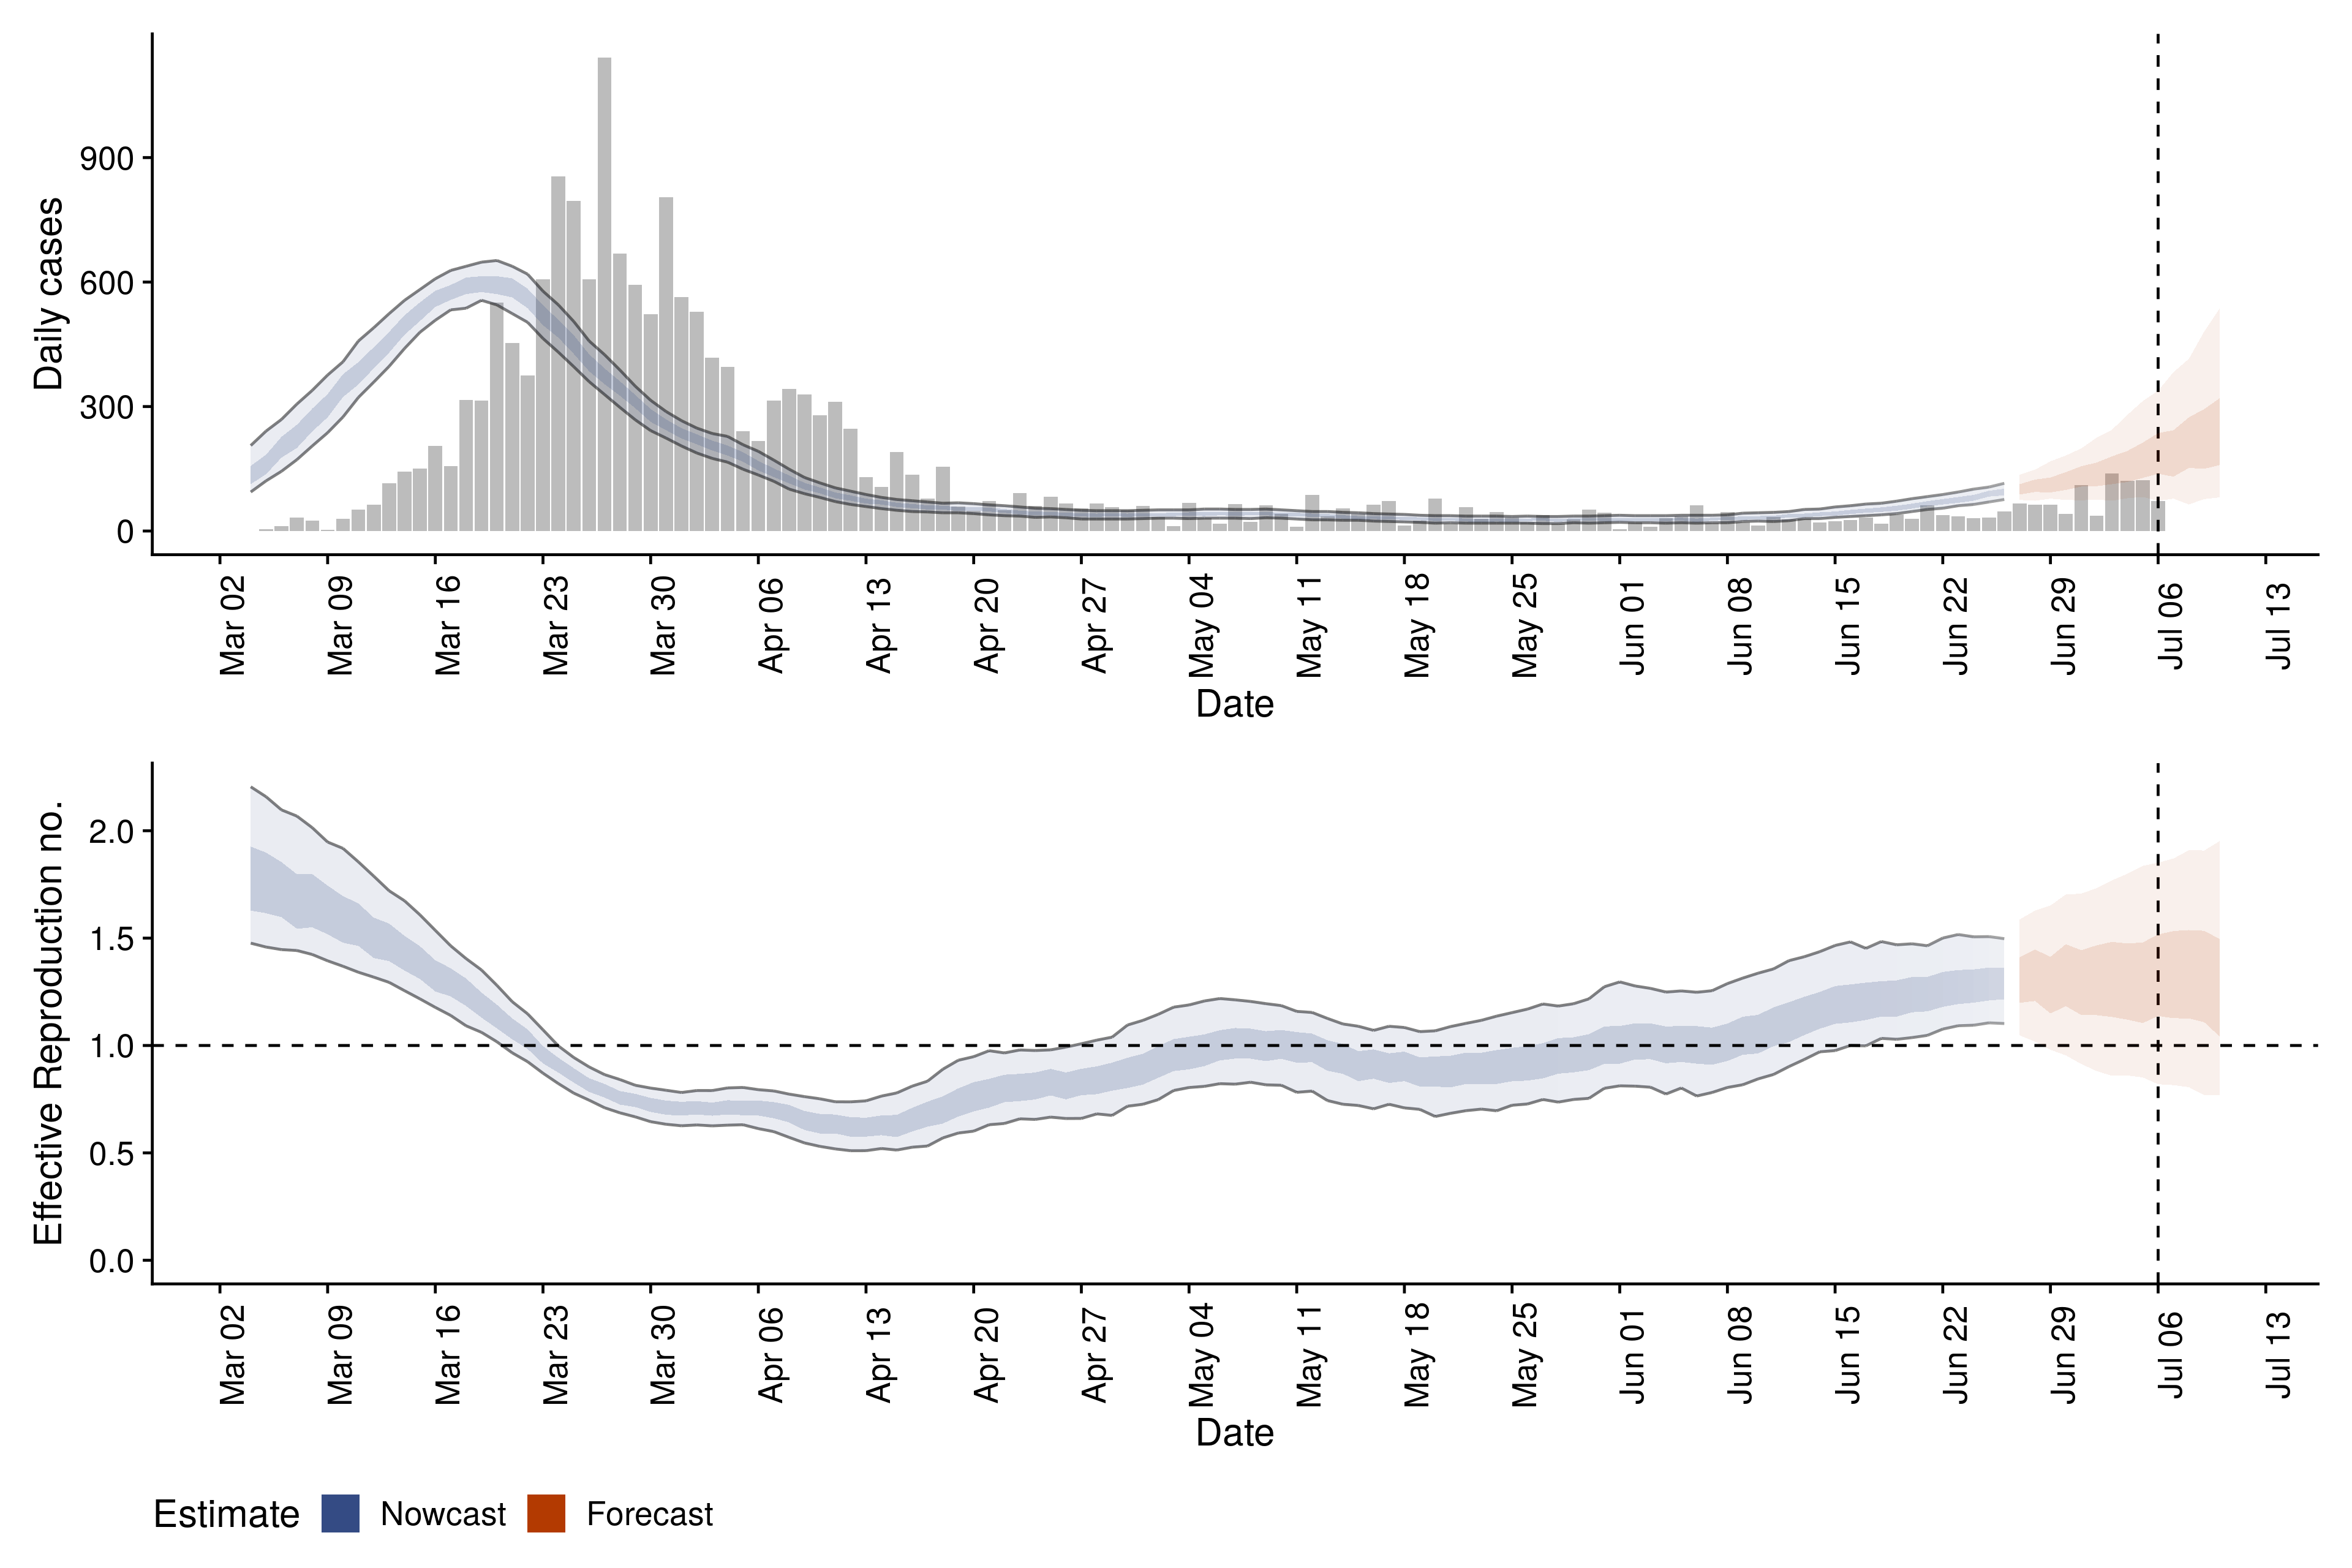 Daily cases
900
600
300
0
Mar 02
Mar 09
Mar 16
Mar 23
Mar 30
Apr 06
Apr 13
Apr 20
Apr 27
May 04
May 11
May 18
May 25
Jun 01
Jun 08
Jun 15
Jun 22
Jun 29
Jul 06
Jul 13
Date
Effective Reproduction no.
2.0
1.5
1.0
0.5
0.0
Mar 02
Mar 09
Mar 16
Mar 23
Mar 30
Apr 06
Apr 13
Apr 20
Apr 27
May 04
May 11
May 18
May 25
Jun 01
Jun 08
Jun 15
Jun 22
Jun 29
Jul 06
Jul 13
Date
Estimate Nowcast Forecast